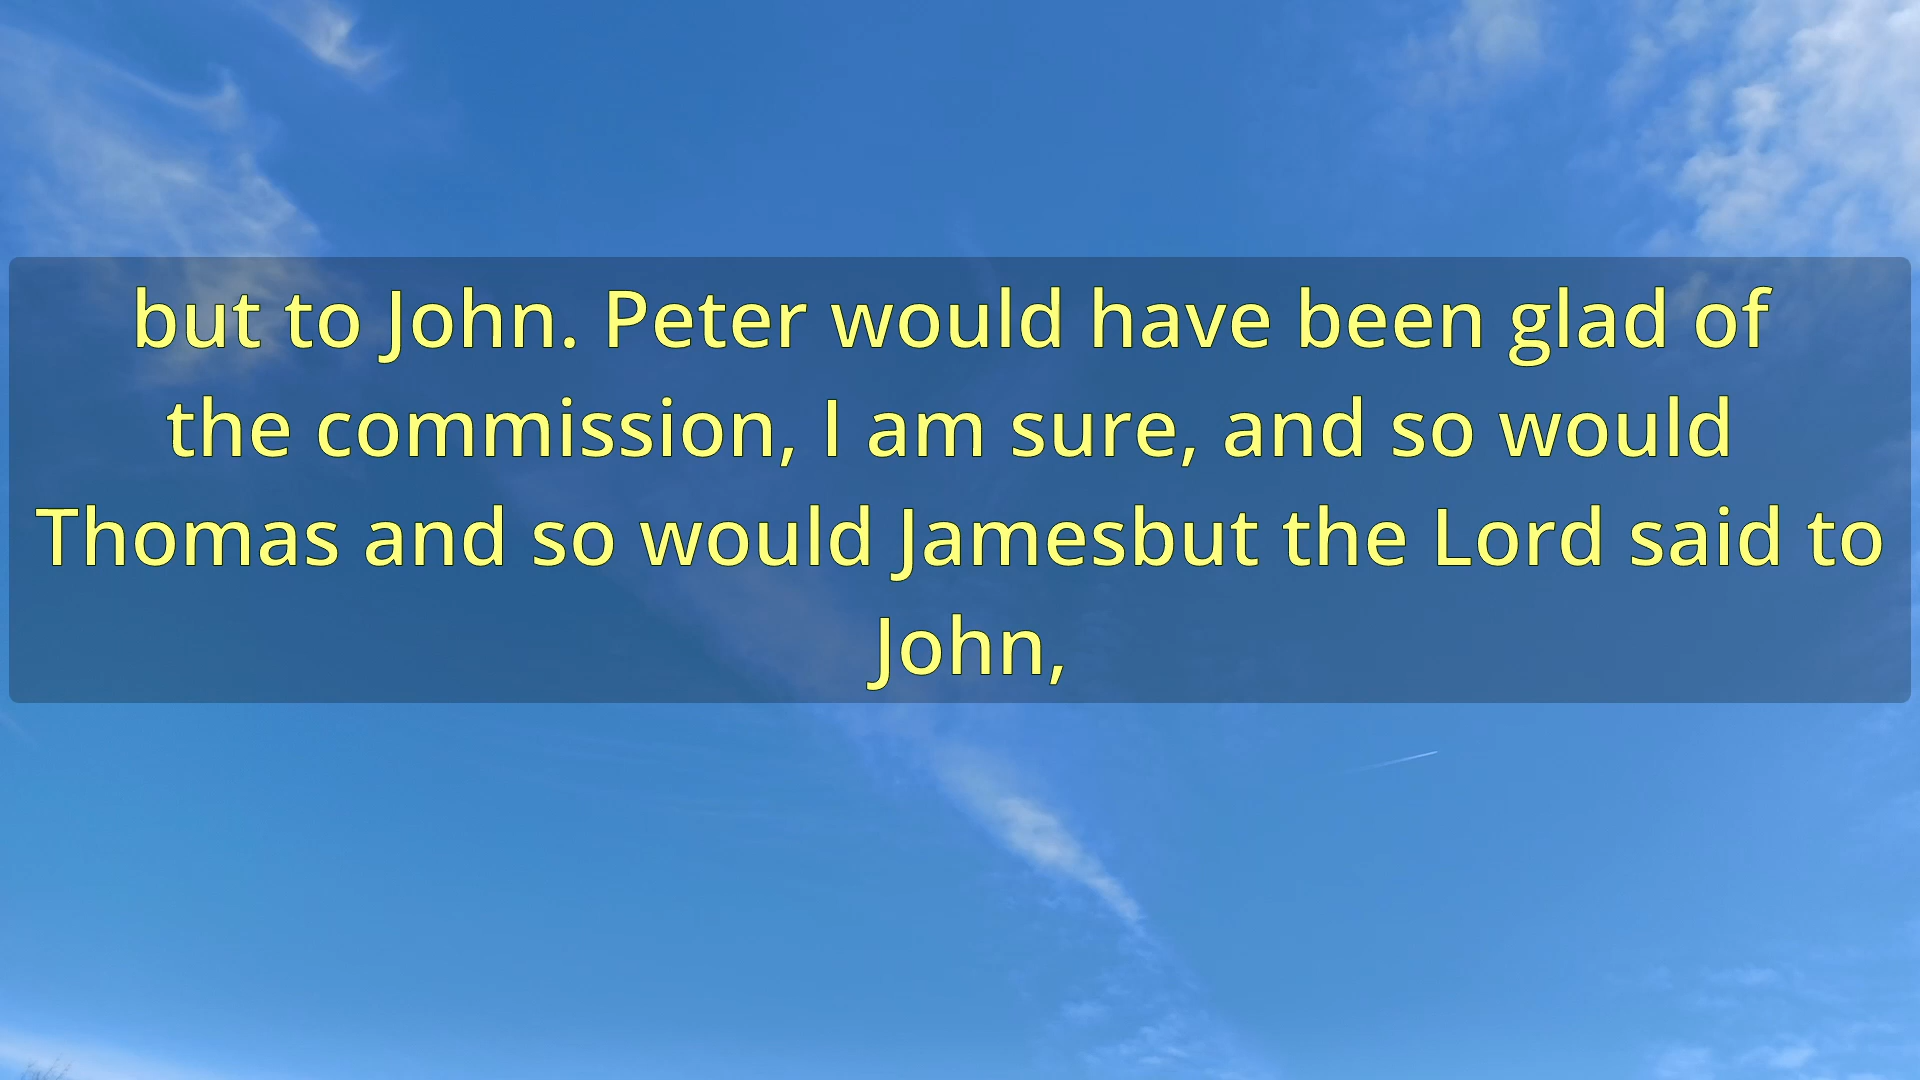 but to John. Peter would have been glad of
the commission, I am sure, and so would
Thomas and so would Jamesbut the Lord said to
John,